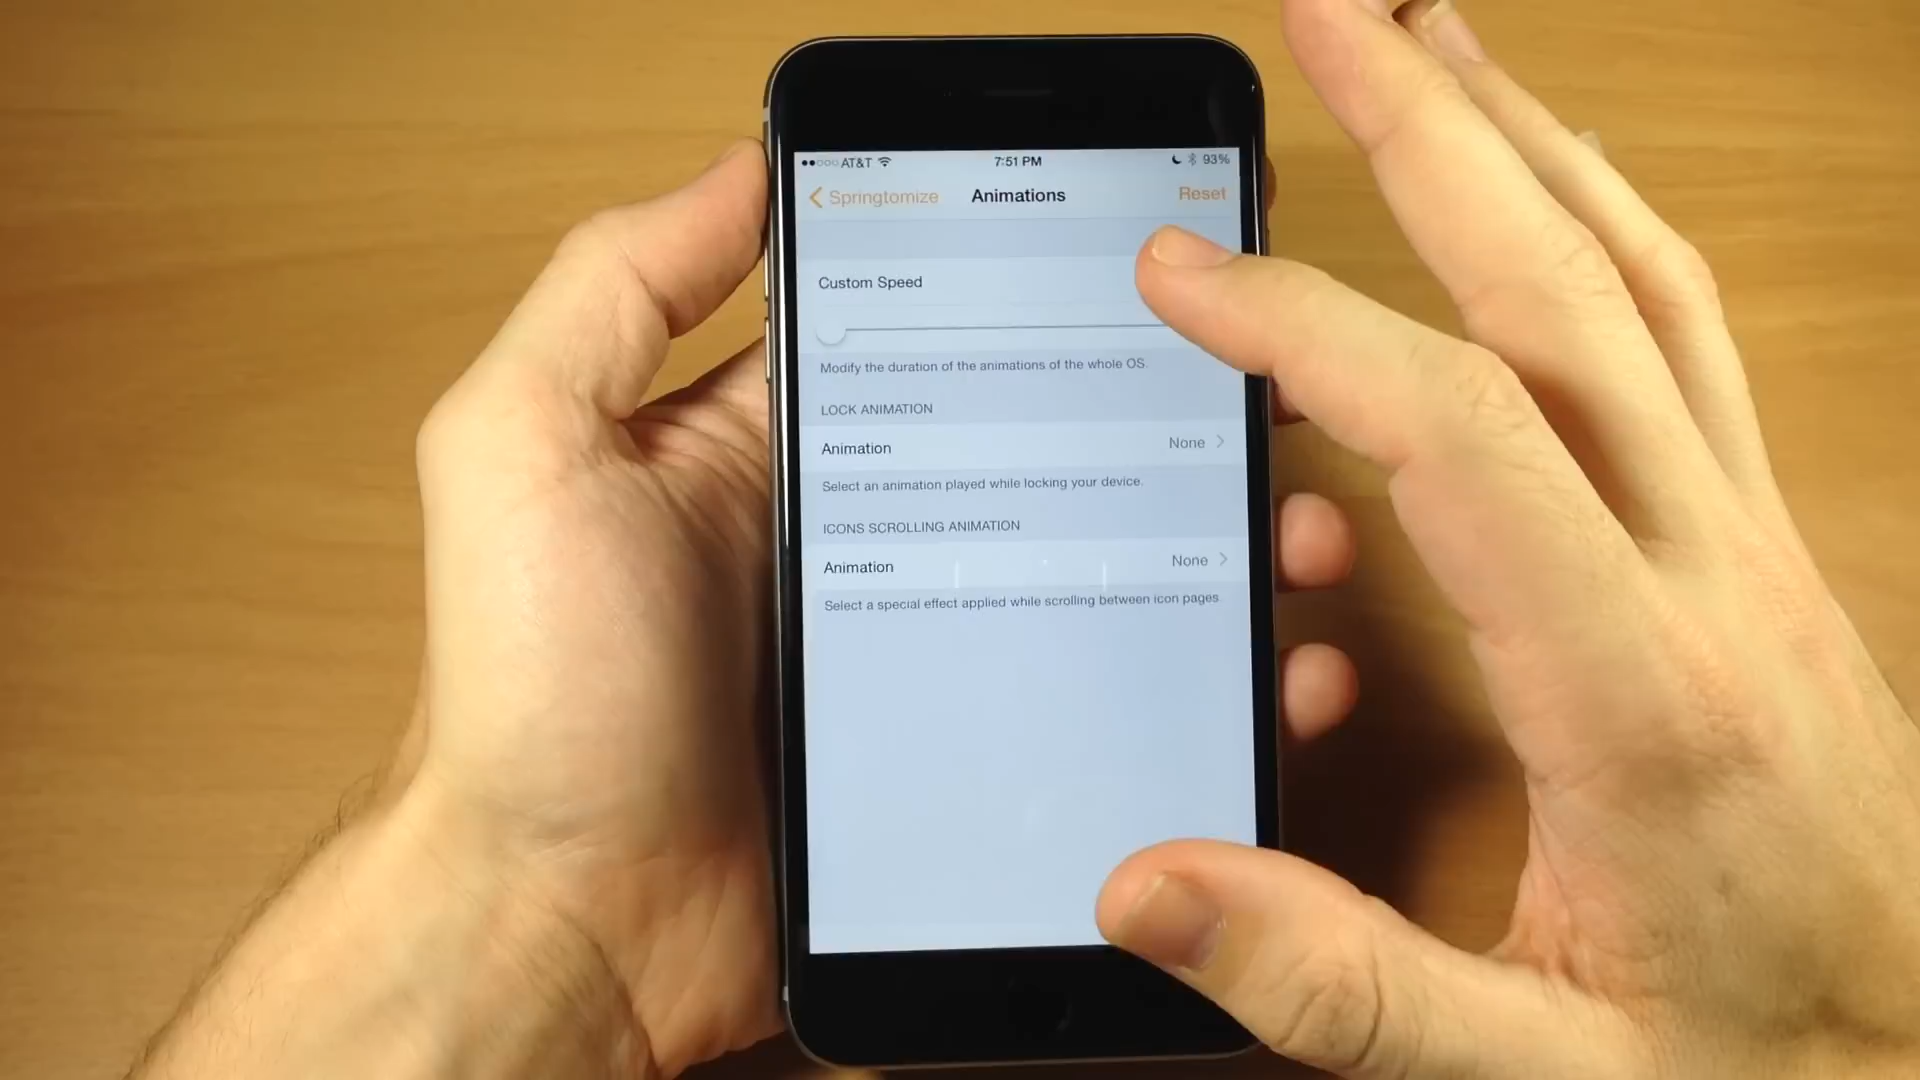 AT&T 7:51 PM 93%
Springtomize Animations Reset
Custom Speed
Modify the duration of the animations of the whole OS.
LOCK ANIMATION
Animation None
Select an animation played while locking your device.
ICONS SCROLLING ANIMATION
Animation None
Select a special effect applied while scrolling between icon pages